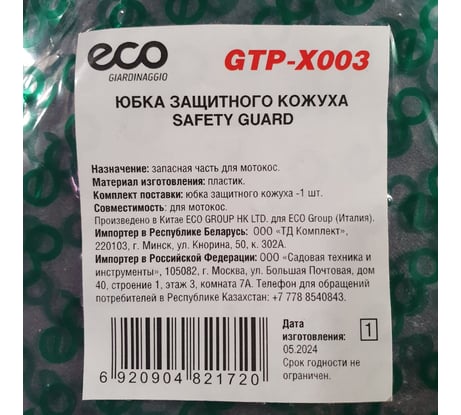 eco
GIARDINAGGIO
GTP-X003
ЮБКА ЗАЩИТНОГО КОЖУХА
SAFETY GUARD
Назначение: запасная часть для мотокос.
Материал изготовления: пластик.
Комплект поставки: юбка защитного кожуха -1 шт.
Совместимость: для мотокос.
Произведено в Китае ECO GROUP HK LTD. для ECO Group (Италия).
Импортер в Республике Беларусь: ООО «ТД Комплект»,
220103, г. Минск, ул. Кнорина, 50, к. 302А.
Импортер в Российской Федерации: ООО «Садовая техника и
инструменты», 105082, г. Москва, ул. Большая Почтовая, дом
40, строение 1, этаж 3, комната 7А. Телефон для обращений
потребителей в Республике Казахстан: +7 778 8540843.
Дата
изготовления:
05.2024
Срок годности не
ограничен.
1
6 920904 821720